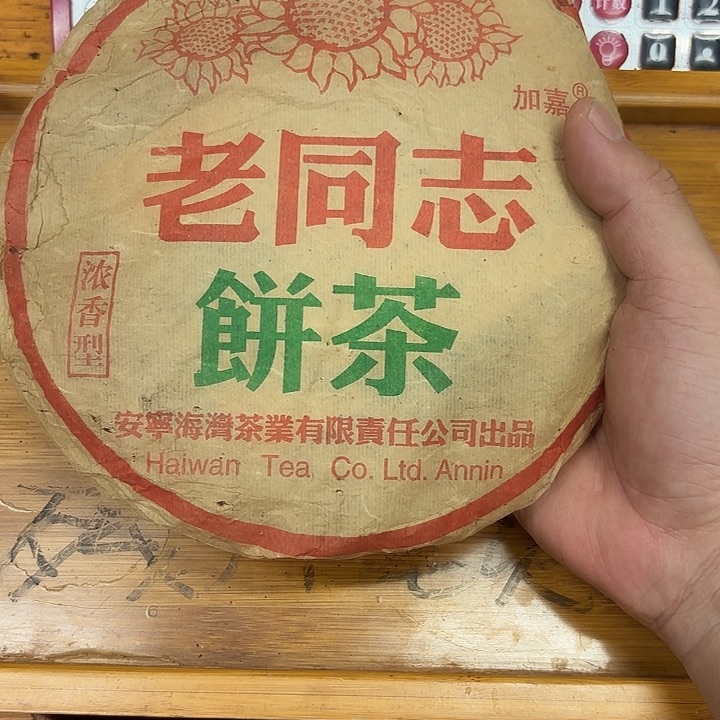 加嘉®
老同志
餅茶
浓香型
安寧海灣茶業有限責任公司出品
Haiwan Tea Co. Ltd. Annin